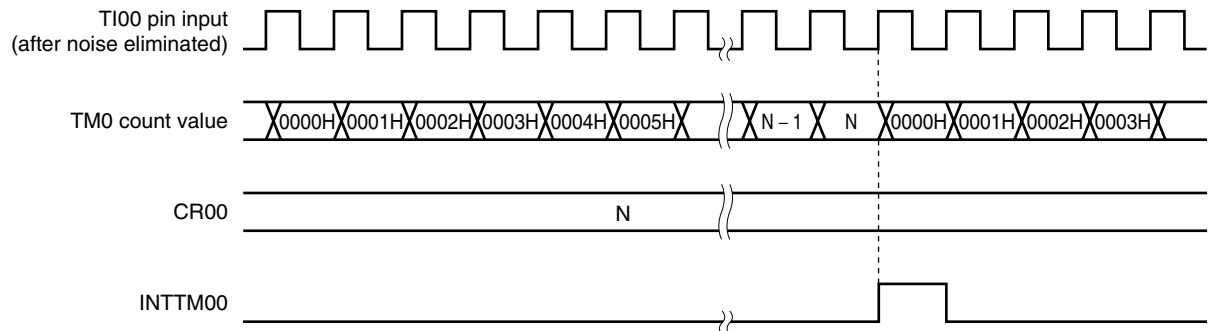 TI00 pin input
(after noise eliminated)
TM0 count value
0000H 0001H 0002H 0003H 0004H 0005H N – 1 N 0000H 0001H 0002H 0003H
CR00
N
INTTM00